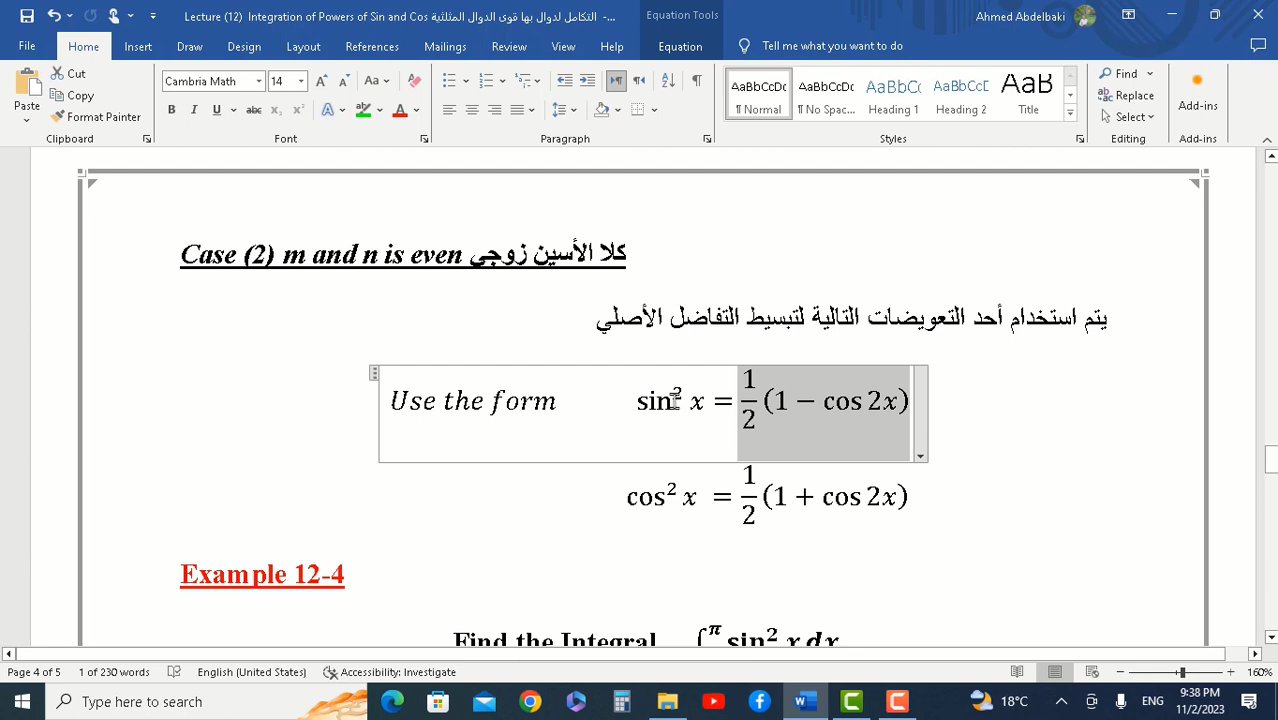 Lecture (12) Integration of Powers of Sin and Cos التكامل لدوال بها قوى الدوال المثلثية -...
Equation Tools
Ahmed Abdelbaki
File Home Insert Draw Design Layout References Mailings Review View Help Equation Tell me what you want to do
Paste
Cut
Copy
Format Painter
Clipboard
Cambria Math 14
Font
Paragraph
AaBbCcDc AaBbCcDc AaBbCc AaBbCcD AaB
¶ Normal ¶ No Spac... Heading 1 Heading 2 Title
Styles
Find
Replace
Select
Editing
Add-ins
Add-ins
Case (2) m and n is even كلا الأسين زوجي
يتم استخدام أحد التعويضات التالية لتبسيط التفاضل الأصلي
Use the form sin² x = 1/2 (1 − cos 2x)
cos² x = 1/2 (1 + cos 2x)
Example 12-4
Find the Integral ∫^π sin² x dx
Page 4 of 5 1 of 230 words English (United States) Accessibility: Investigate 160%
Type here to search
18°C
ENG
9:38 PM
11/2/2023